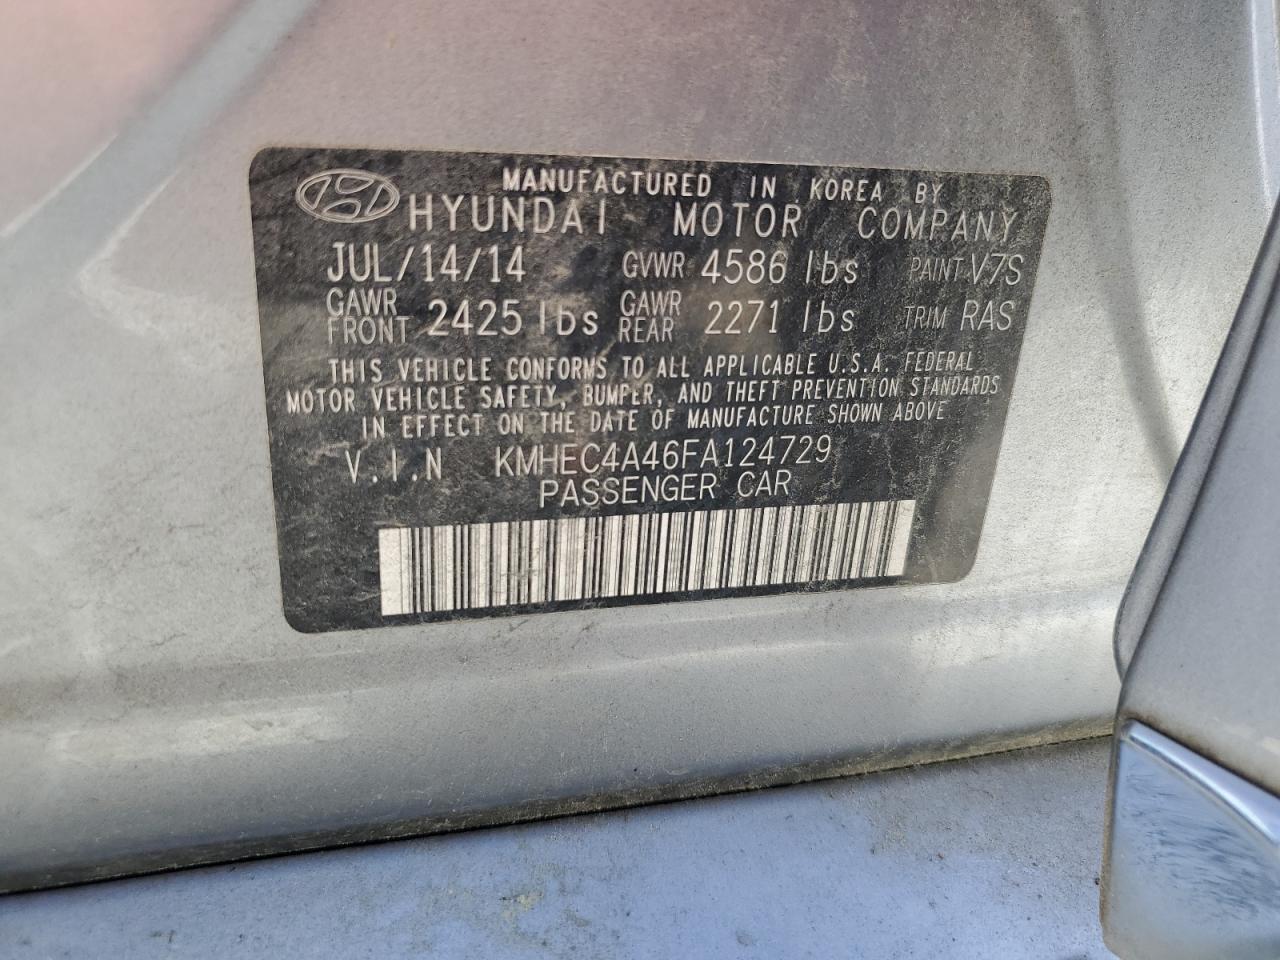 MANUFACTURED IN KOREA BY
HYUNDAI MOTOR COMPANY
JUL/14/14 GVWR 4586 lbs PAINT V7S
GAWR FRONT 2425 lbs GAWR REAR 2271 lbs TRIM RAS
THIS VEHICLE CONFORMS TO ALL APPLICABLE U.S.A. FEDERAL
MOTOR VEHICLE SAFETY, BUMPER, AND THEFT PREVENTION STANDARDS
IN EFFECT ON THE DATE OF MANUFACTURE SHOWN ABOVE
V.I.N KMHEC4A46FA124729
PASSENGER CAR